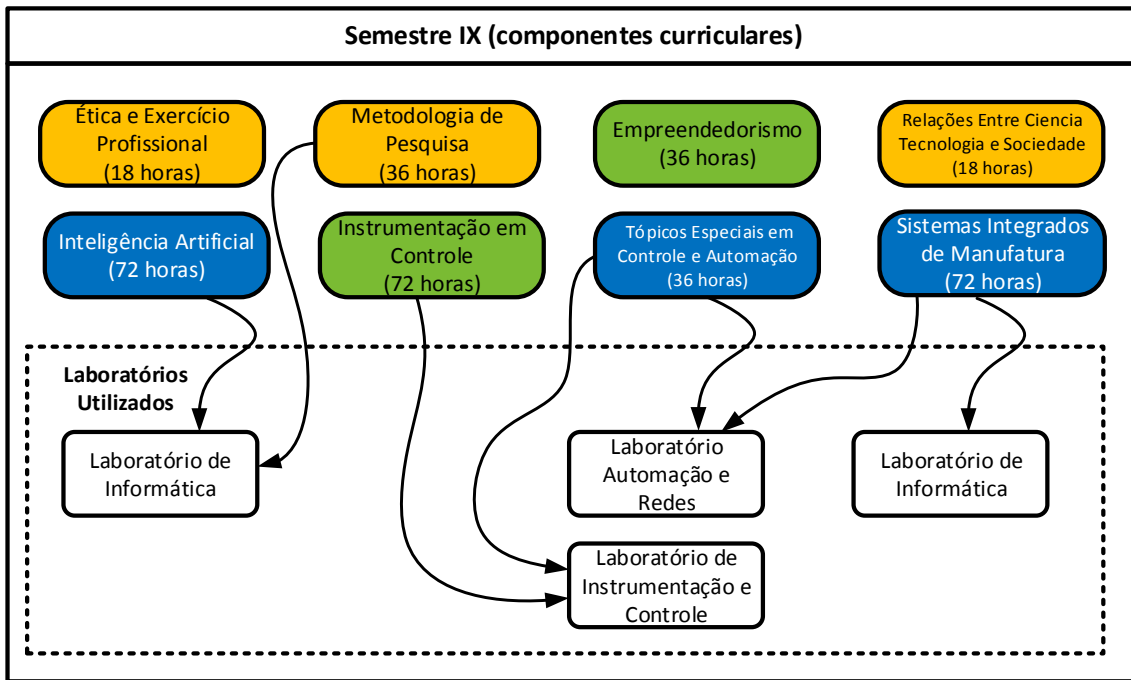 Semestre IX (componentes curriculares)
Ética e Exercício
Profissional
(18 horas)
Metodologia de
Pesquisa
(36 horas)
Empreendedorismo
(36 horas)
Relações Entre Ciencia
Tecnologia e Sociedade
(18 horas)
Inteligência Artificial
(72 horas)
Instrumentação em
Controle
(72 horas)
Tópicos Especiais em
Controle e Automação
(36 horas)
Sistemas Integrados
de Manufatura
(72 horas)
Laboratórios
Utilizados
Laboratório de
Informática
Laboratório
Automação e
Redes
Laboratório de
Informática
Laboratório de
Instrumentação e
Controle